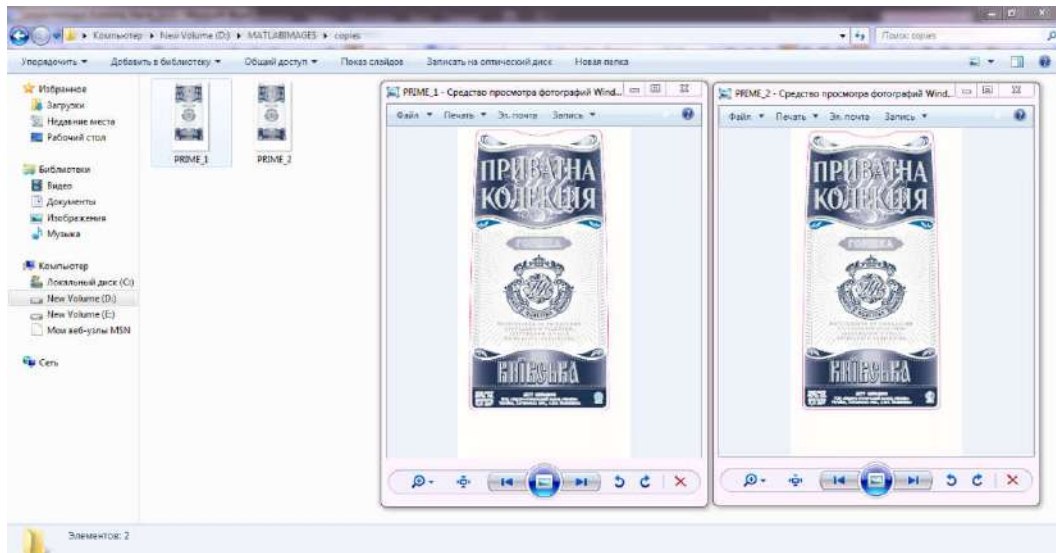 Компьютер ▸ New Volume (D:) ▸ MATLABIMAGES ▸ copies
Поиск: copies
Упорядочить
Добавить в библиотеку
Общий доступ
Показ слайдов
Записать на оптический диск
Новая папка
Избранное
Загрузки
Недавние места
Рабочий стол
Библиотеки
Видео
Документы
Изображения
Музыка
Компьютер
Локальный диск (C:)
New Volume (D:)
New Volume (E:)
Мои веб-узлы MSN
Сеть
PRIME_1
PRIME_2
PRIME_1 - Средство просмотра фотографий Wind...
Файл
Печать
Эл. почта
Запись
ПРИВАТНА
КОЛЕКЦІЯ
ГОРІЛКА
КИЇВСЬКА
PRIME_2 - Средство просмотра фотографий Wind...
Файл
Печать
Эл. почта
Запись
ПРИВАТНА
КОЛЕКЦІЯ
ГОРІЛКА
КИЇВСЬКА
Элементов: 2